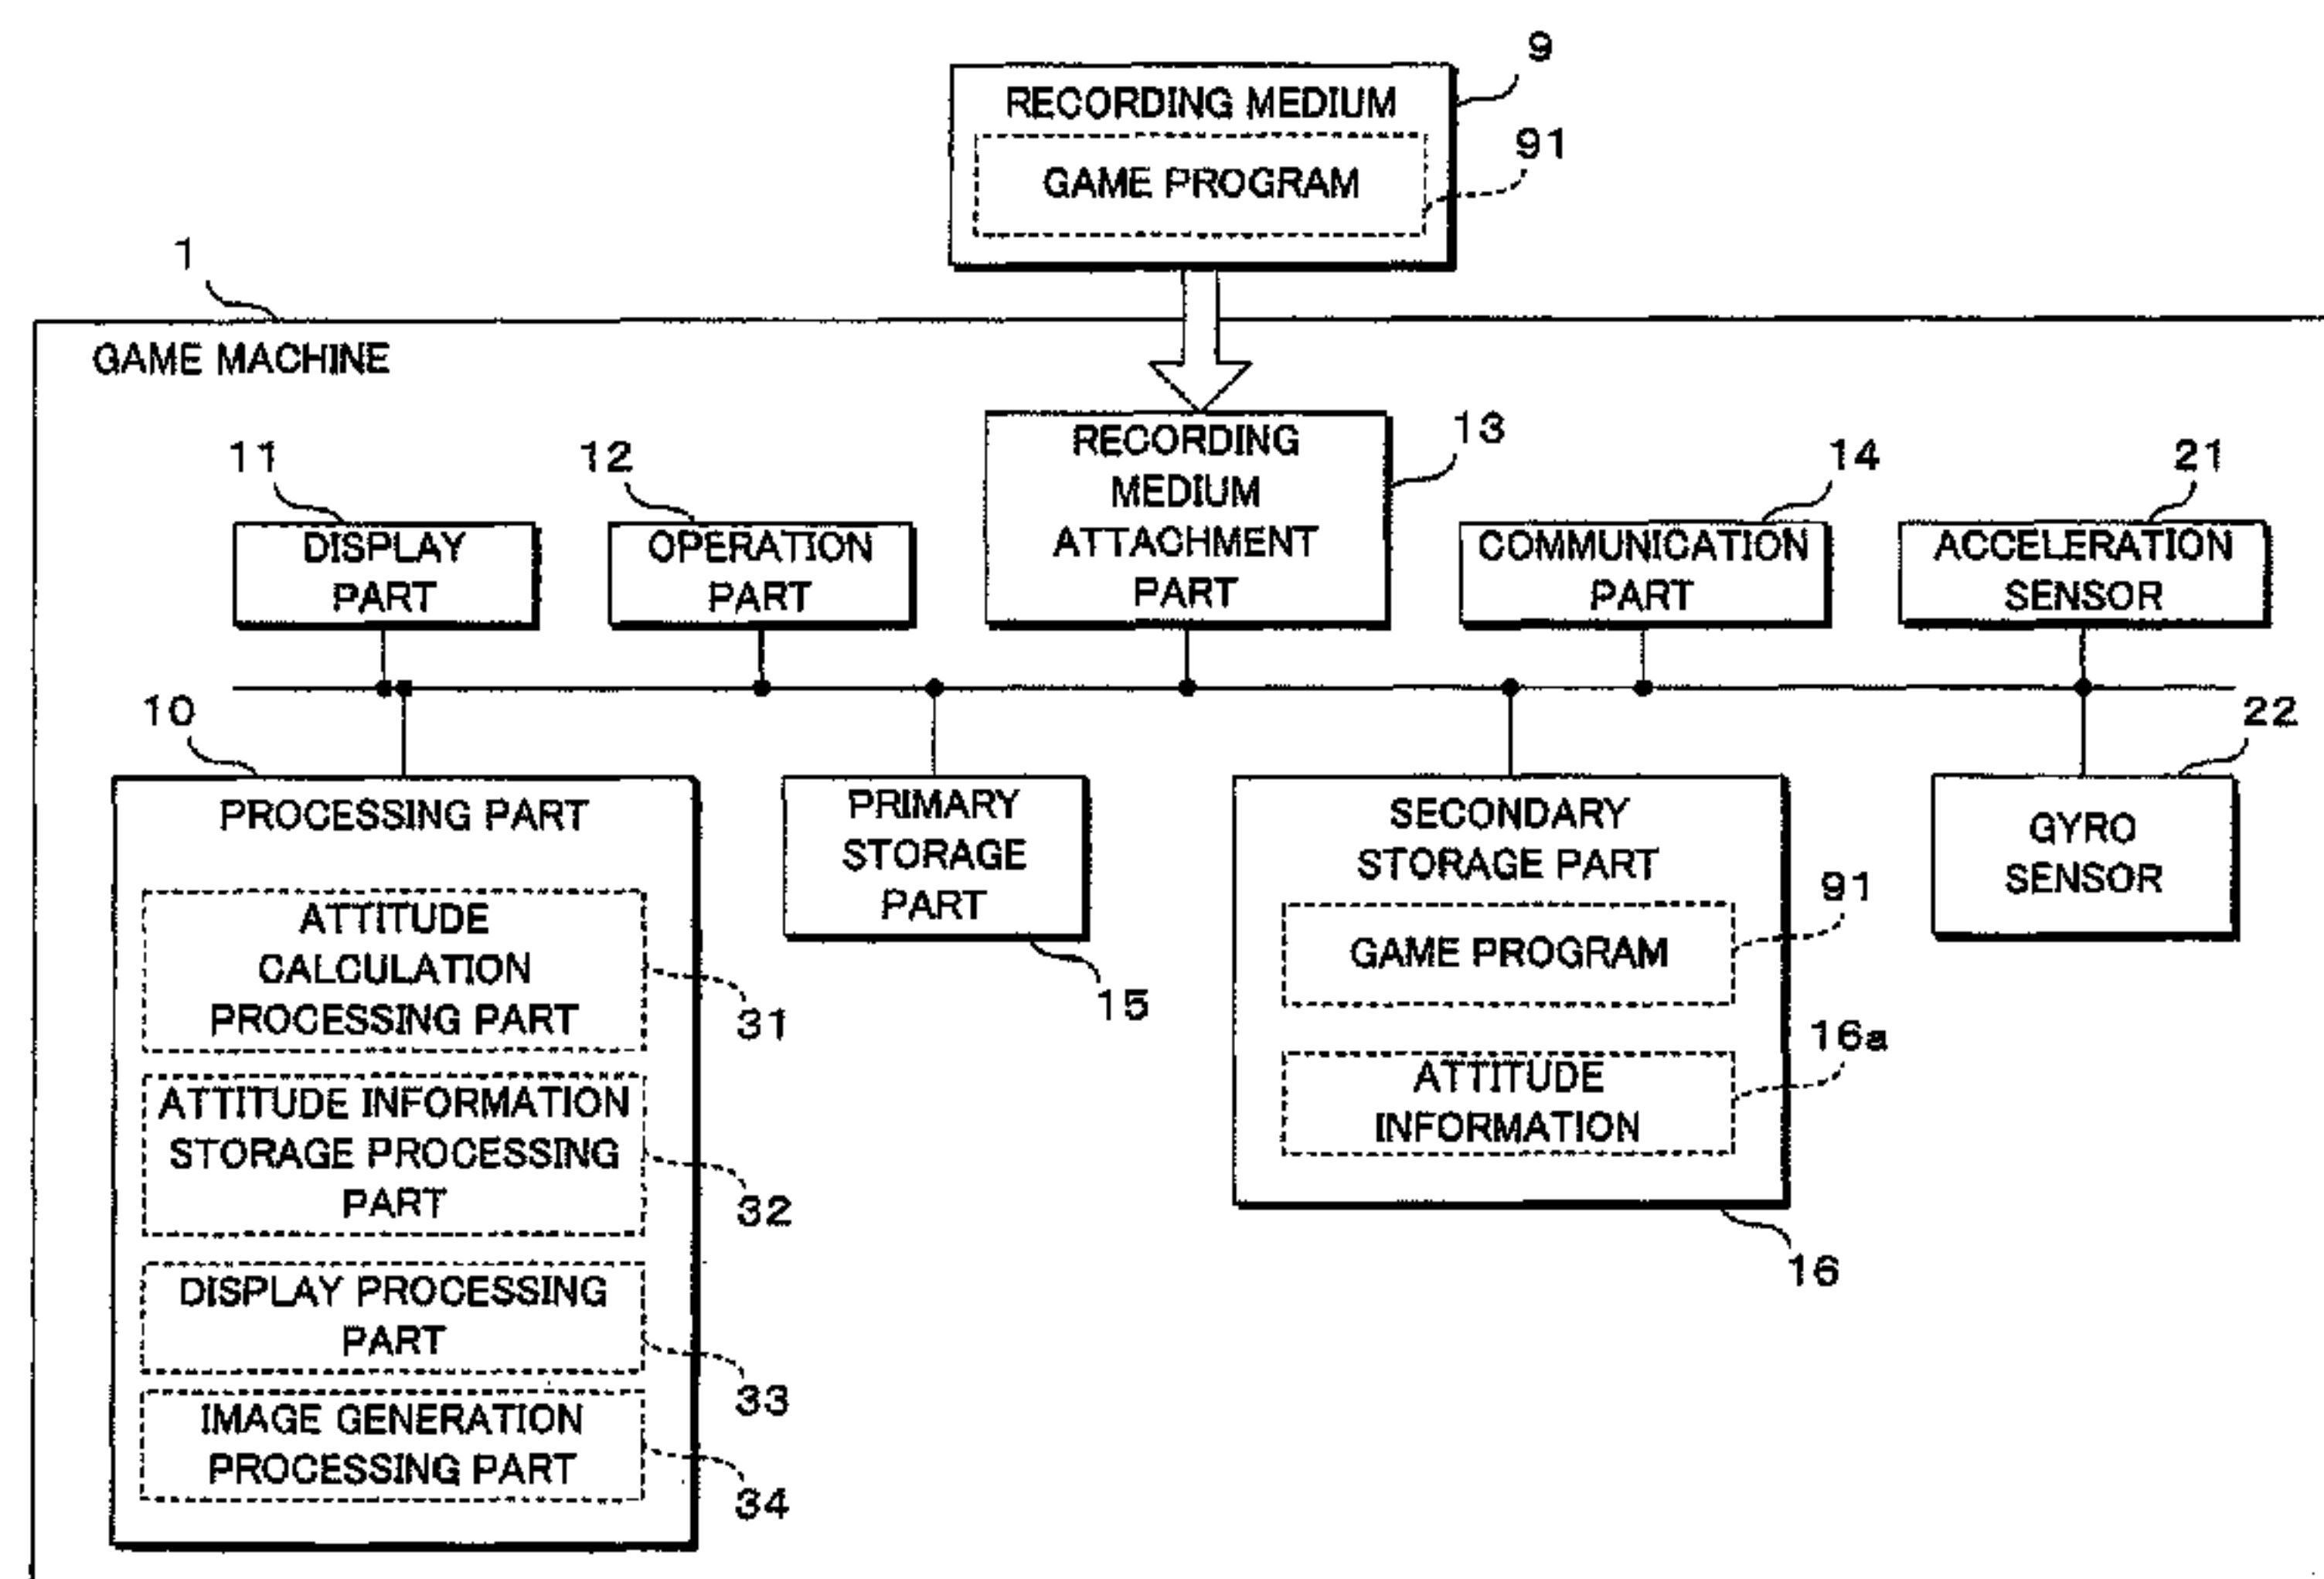 9
RECORDING MEDIUM
91
GAME PROGRAM
1
GAME MACHINE
11
DISPLAY
PART
12
OPERATION
PART
13
RECORDING
MEDIUM
ATTACHMENT
PART
14
COMMUNICATION
PART
21
ACCELERATION
SENSOR
10
PROCESSING PART
ATTITUDE
CALCULATION
PROCESSING PART
31
ATTITUDE INFORMATION
STORAGE PROCESSING
PART
32
DISPLAY PROCESSING
PART
33
IMAGE GENERATION
PROCESSING PART
34
PRIMARY
STORAGE
PART
15
SECONDARY
STORAGE PART
91
GAME PROGRAM
16a
ATTITUDE
INFORMATION
16
22
GYRO
SENSOR